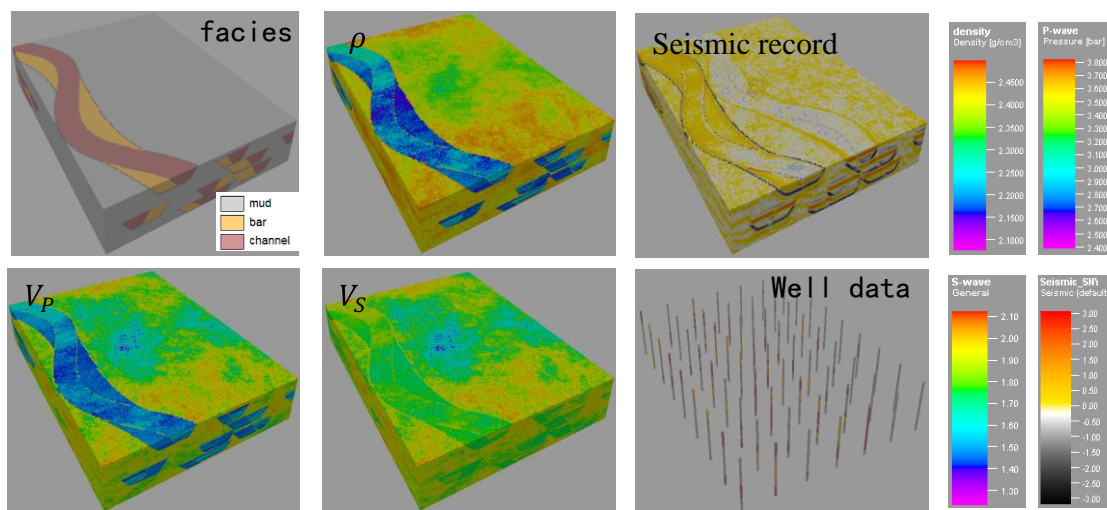 facies
mud
bar
channel
ρ
Seismic record
density
Density [g/cm3]
2.4500
2.4000
2.3500
2.3000
2.2500
2.2000
2.1500
2.1000
P-wave
Pressure [bar]
3.800
3.700
3.600
3.500
3.400
3.300
3.200
3.100
3.000
2.900
2.800
2.700
2.600
2.500
2.400
V_P
V_S
Well data
S-wave
General
2.10
2.00
1.90
1.80
1.70
1.60
1.50
1.40
1.30
Seismic_SN\
Seismic (default
3.00
2.50
2.00
1.50
1.00
0.50
0.00
-0.50
-1.00
-1.50
-2.00
-2.50
-3.00